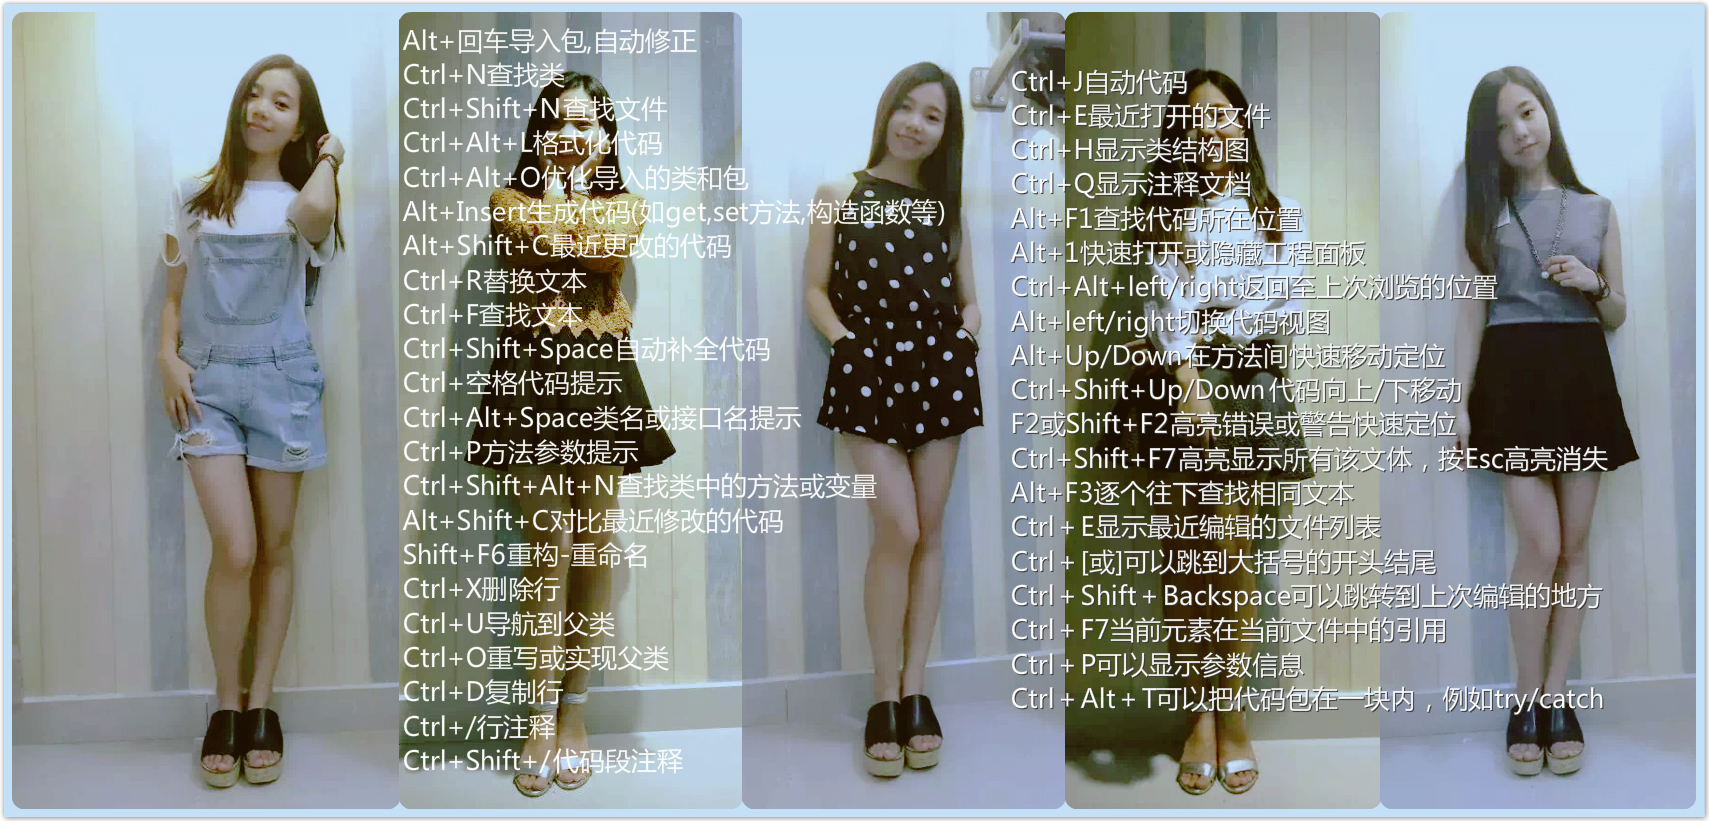 Alt+回车导入包,自动修正
Ctrl+N查找类
Ctrl+Shift+N查找文件
Ctrl+Alt+L格式化代码
Ctrl+Alt+O优化导入的类和包
Alt+Insert生成代码(如get,set方法,构造函数等)
Alt+Shift+C最近更改的代码
Ctrl+R替换文本
Ctrl+F查找文本
Ctrl+Shift+Space自动补全代码
Ctrl+空格代码提示
Ctrl+Alt+Space类名或接口名提示
Ctrl+P方法参数提示
Ctrl+Shift+Alt+N查找类中的方法或变量
Alt+Shift+C对比最近修改的代码
Shift+F6重构-重命名
Ctrl+X删除行
Ctrl+U导航到父类
Ctrl+O重写或实现父类
Ctrl+D复制行
Ctrl+/行注释
Ctrl+Shift+/代码段注释
Ctrl+J自动代码
Ctrl+E最近打开的文件
Ctrl+H显示类结构图
Ctrl+Q显示注释文档
Alt+F1查找代码所在位置
Alt+1快速打开或隐藏工程面板
Ctrl+Alt+left/right返回至上次浏览的位置
Alt+left/right切换代码视图
Alt+Up/Down在方法间快速移动定位
Ctrl+Shift+Up/Down代码向上/下移动
F2或Shift+F2高亮错误或警告快速定位
Ctrl+Shift+F7高亮显示所有该文体，按Esc高亮消失
Alt+F3逐个往下查找相同文本
Ctrl＋E显示最近编辑的文件列表
Ctrl＋[或]可以跳到大括号的开头结尾
Ctrl＋Shift＋Backspace可以跳转到上次编辑的地方
Ctrl＋F7当前元素在当前文件中的引用
Ctrl＋P可以显示参数信息
Ctrl＋Alt＋T可以把代码包在一块内，例如try/catch